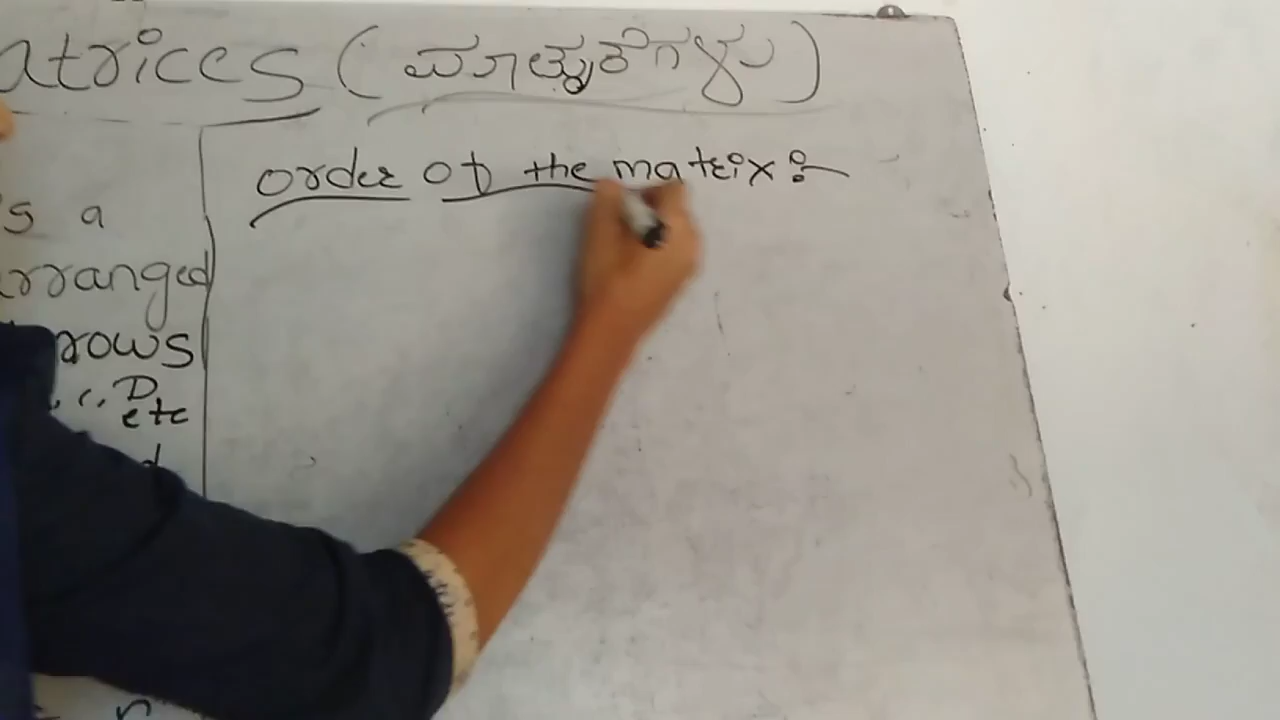 atrices (ಮಾತೃಕೆಗಳು)
order of the matrix :-
s a
rranged
rows
etc